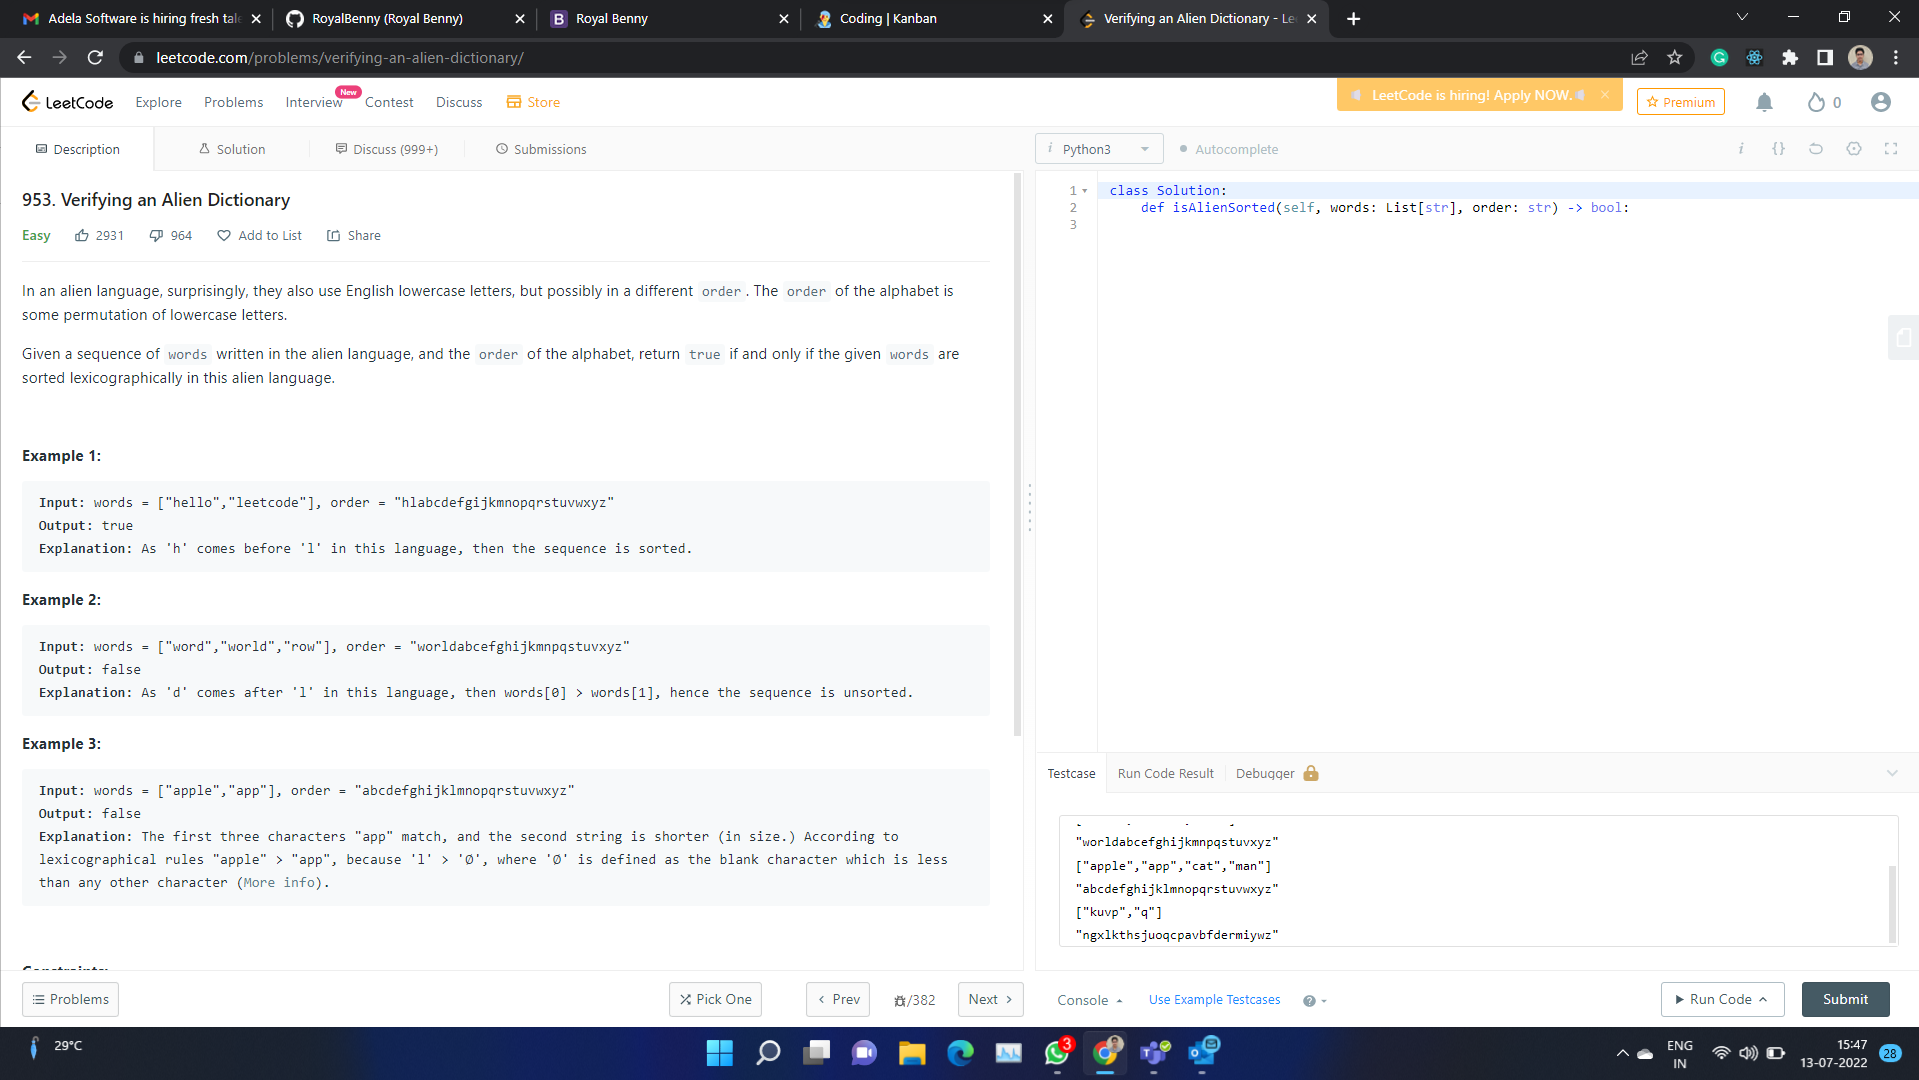 Adela Software is hiring fresh tale
RoyalBenny (Royal Benny)
Royal Benny
Coding | Kanban
Verifying an Alien Dictionary - Le
leetcode.com/problems/verifying-an-alien-dictionary/
LeetCode
Explore
Problems
Interview
New
Contest
Discuss
Store
LeetCode is hiring! Apply NOW.
Premium
0
Description
Solution
Discuss (999+)
Submissions
Python3
Autocomplete
953. Verifying an Alien Dictionary
Easy
2931
964
Add to List
Share
In an alien language, surprisingly, they also use English lowercase letters, but possibly in a different order. The order of the alphabet is
some permutation of lowercase letters.
Given a sequence of words written in the alien language, and the order of the alphabet, return true if and only if the given words are
sorted lexicographically in this alien language.
Example 1:
Input: words = ["hello","leetcode"], order = "hlabcdefgijkmnopqrstuvwxyz"
Output: true
Explanation: As 'h' comes before 'l' in this language, then the sequence is sorted.
Example 2:
Input: words = ["word","world","row"], order = "worldabcefghijkmnpqstuvxyz"
Output: false
Explanation: As 'd' comes after 'l' in this language, then words[0] > words[1], hence the sequence is unsorted.
Example 3:
Input: words = ["apple","app"], order = "abcdefghijklmnopqrstuvwxyz"
Output: false
Explanation: The first three characters "app" match, and the second string is shorter (in size.) According to
lexicographical rules "apple" > "app", because 'l' > '∅', where '∅' is defined as the blank character which is less
than any other character (More info).
Constraints:
1 class Solution:
2 def isAlienSorted(self, words: List[str], order: str) -> bool:
3
Testcase
Run Code Result
Debugger
"worldabcefghijkmnpqstuvxyz"
["apple","app","cat","man"]
"abcdefghijklmnopqrstuvwxyz"
["kuvp","q"]
"ngxlkthsjuoqcpavbfdermiywz"
Problems
Pick One
Prev
/382
Next
Console
Use Example Testcases
Run Code
Submit
29°C
3
ENG
IN
15:47
13-07-2022
28